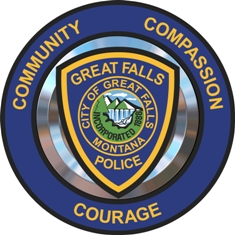 COMMUNITY
COMPASSION
GREAT FALLS
CITY OF GREAT FALLS
INCORPORATED 1888
MONTANA
POLICE
COURAGE